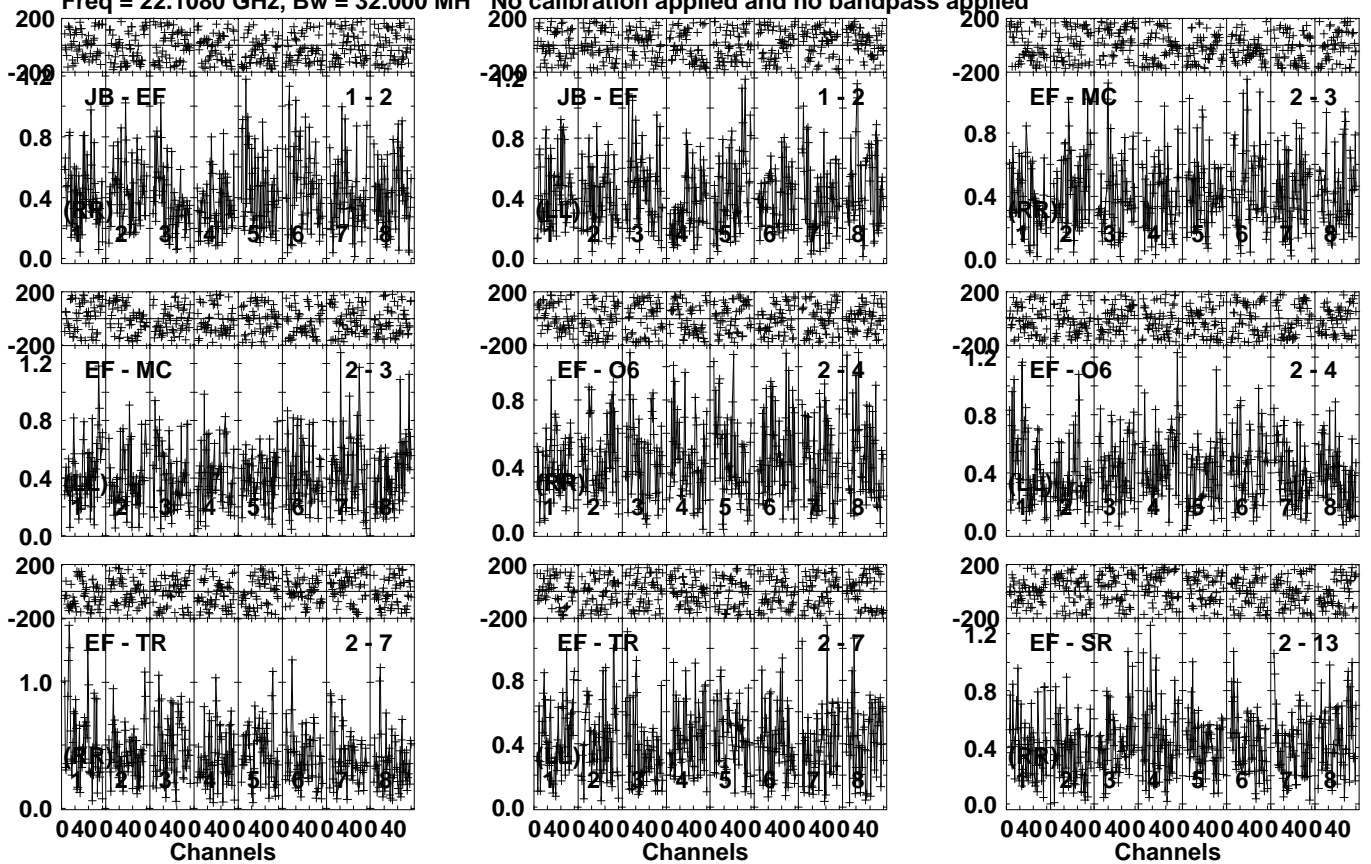 Freq = 22.1080 GHz, Bw = 32.000 MH No calibration applied and no bandpass applied
200 200 200
-200 -200 -200
1.2 1.2
JB - EF 1 - 2 JB - EF 1 - 2 EF - MC 2 - 3
0.8 0.8 0.8
0.4 0.4 0.4
(RR) (LL) (RR)
1 2 3 4 5 6 7 8 1 2 3 4 5 6 7 8 1 2 3 4 5 6 7 8
0.0 0.0 0.0
200 200 200
-200 -200 -200
1.2 1.2
EF - MC 2 - 3 EF - O6 2 - 4 EF - O6 2 - 4
0.8 0.8 0.8
0.4 0.4 0.4
(LL) (RR) (LL)
1 2 3 4 5 6 7 8 1 2 3 4 5 6 7 8 1 2 3 4 5 6 7 8
0.0 0.0 0.0
200 200 200
-200 -200 -200
1.2
EF - TR 2 - 7 EF - TR 2 - 7 EF - SR 2 - 13
1.0 0.8 0.8
0.4 0.4
(RR) (LL) (RR)
1 2 3 4 5 6 7 8 1 2 3 4 5 6 7 8 1 2 3 4 5 6 7 8
0.0 0.0 0.0
0 40 0 40 0 40 0 40 0 40 0 40 0 40 0 40 0 40 0 40 0 40 0 40 0 40 0 40 0 40 0 40 0 40 0 40 0 40 0 40 0 40 0 40 0 40 0 40
Channels Channels Channels